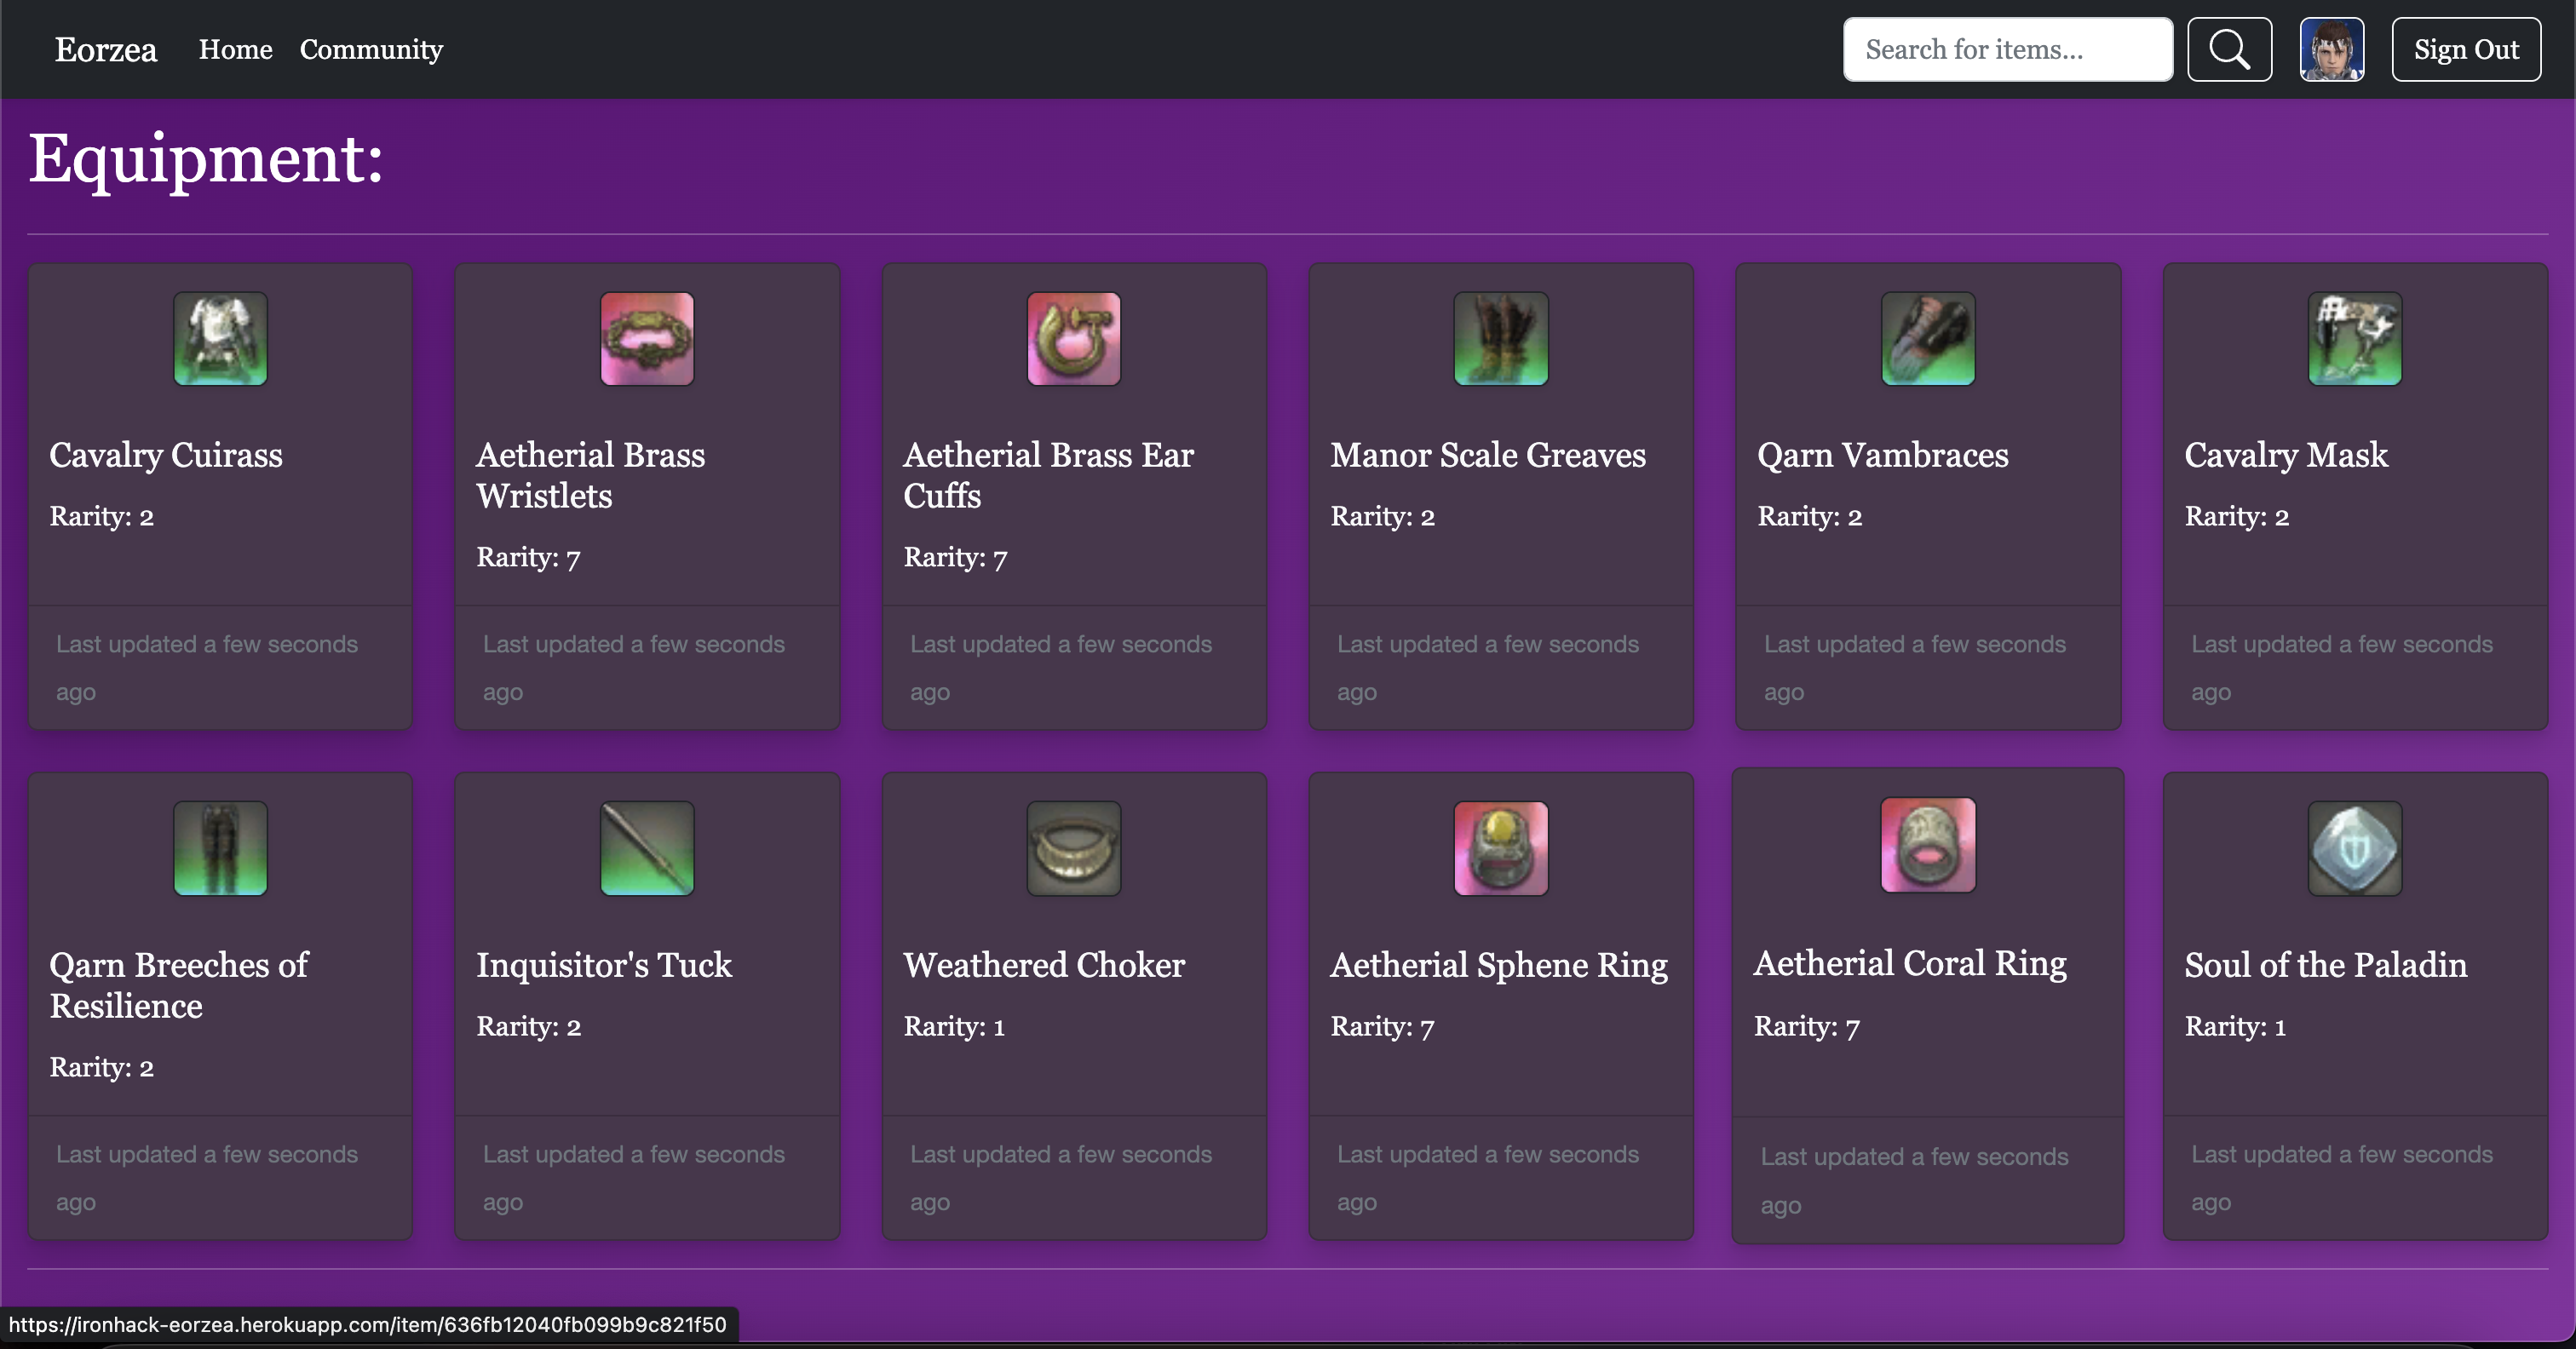 Eorzea Home Community Search for items... Sign Out
Equipment:
Cavalry Cuirass
Rarity: 2
Last updated a few seconds
ago
Aetherial Brass
Wristlets
Rarity: 7
Last updated a few seconds
ago
Aetherial Brass Ear
Cuffs
Rarity: 7
Last updated a few seconds
ago
Manor Scale Greaves
Rarity: 2
Last updated a few seconds
ago
Qarn Vambraces
Rarity: 2
Last updated a few seconds
ago
Cavalry Mask
Rarity: 2
Last updated a few seconds
ago
Qarn Breeches of
Resilience
Rarity: 2
Last updated a few seconds
ago
Inquisitor's Tuck
Rarity: 2
Last updated a few seconds
ago
Weathered Choker
Rarity: 1
Last updated a few seconds
ago
Aetherial Sphene Ring
Rarity: 7
Last updated a few seconds
ago
Aetherial Coral Ring
Rarity: 7
Last updated a few seconds
ago
Soul of the Paladin
Rarity: 1
Last updated a few seconds
ago
https://ironhack-eorzea.herokuapp.com/item/636fb12040fb099b9c821f50